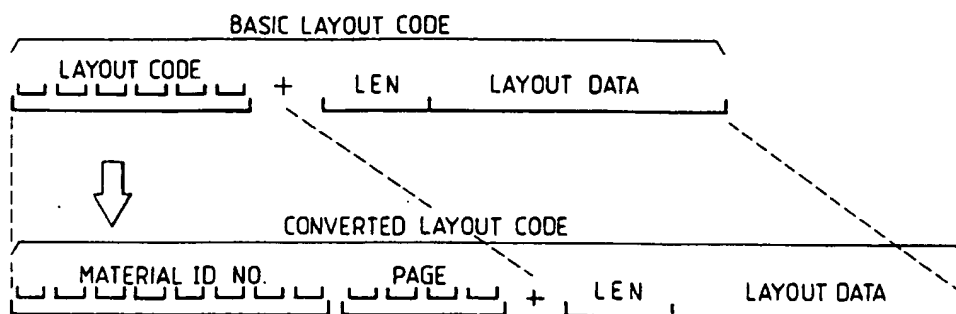 BASIC LAYOUT CODE
LAYOUT CODE + LEN LAYOUT DATA
CONVERTED LAYOUT CODE
MATERIAL ID NO. PAGE + LEN LAYOUT DATA